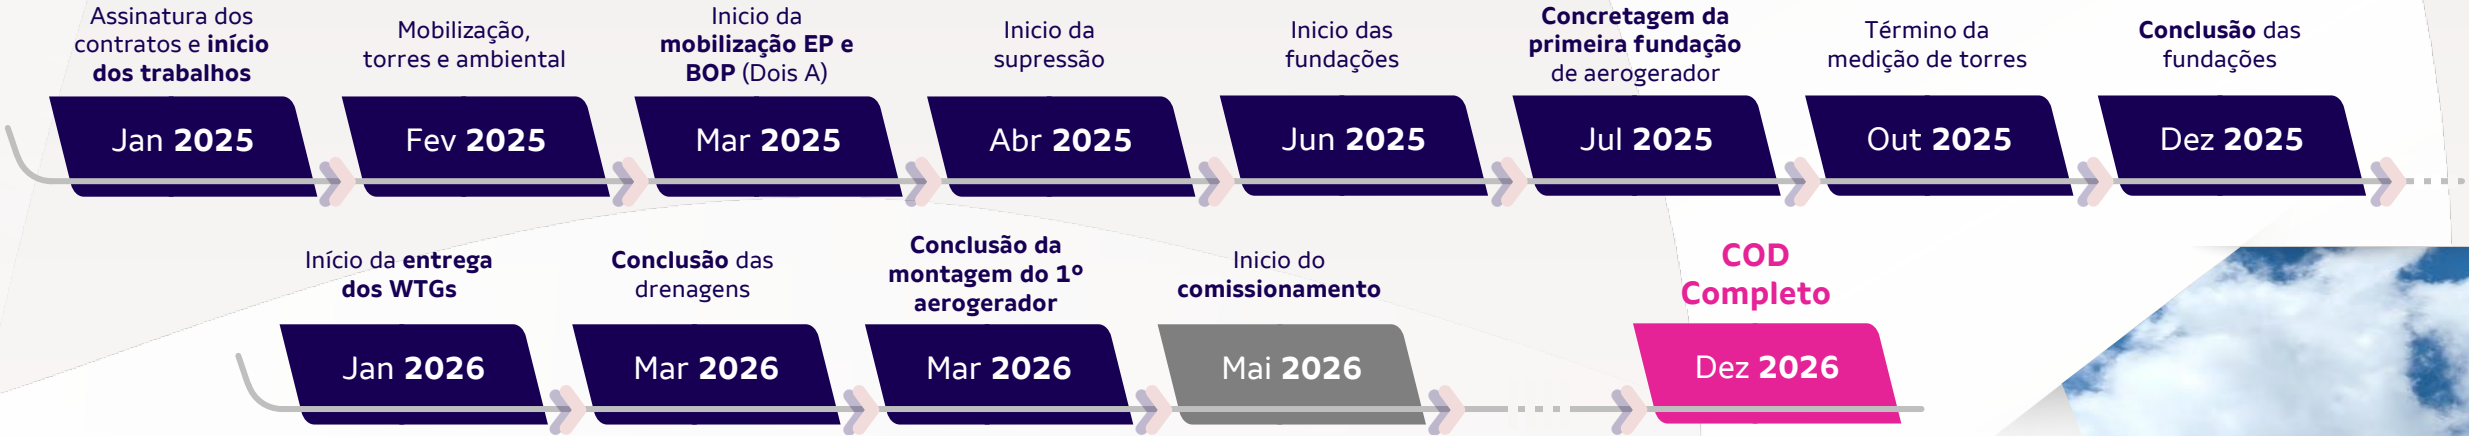 Assinatura dos
contratos e início
dos trabalhos
Jan 2025
Mobilização,
torres e ambiental
Fev 2025
Inicio da
mobilização EP e
BOP (Dois A)
Mar 2025
Inicio da
supressão
Abr 2025
Inicio das
fundações
Jun 2025
Concretagem da
primeira fundação
de aerogerador
Jul 2025
Término da
medição de torres
Out 2025
Conclusão das
fundações
Dez 2025
Início da entrega
dos WTGs
Jan 2026
Conclusão das
drenagens
Mar 2026
Conclusão da
montagem do 1º
aerogerador
Mar 2026
Inicio do
comissionamento
Mai 2026
COD
Completo
Dez 2026